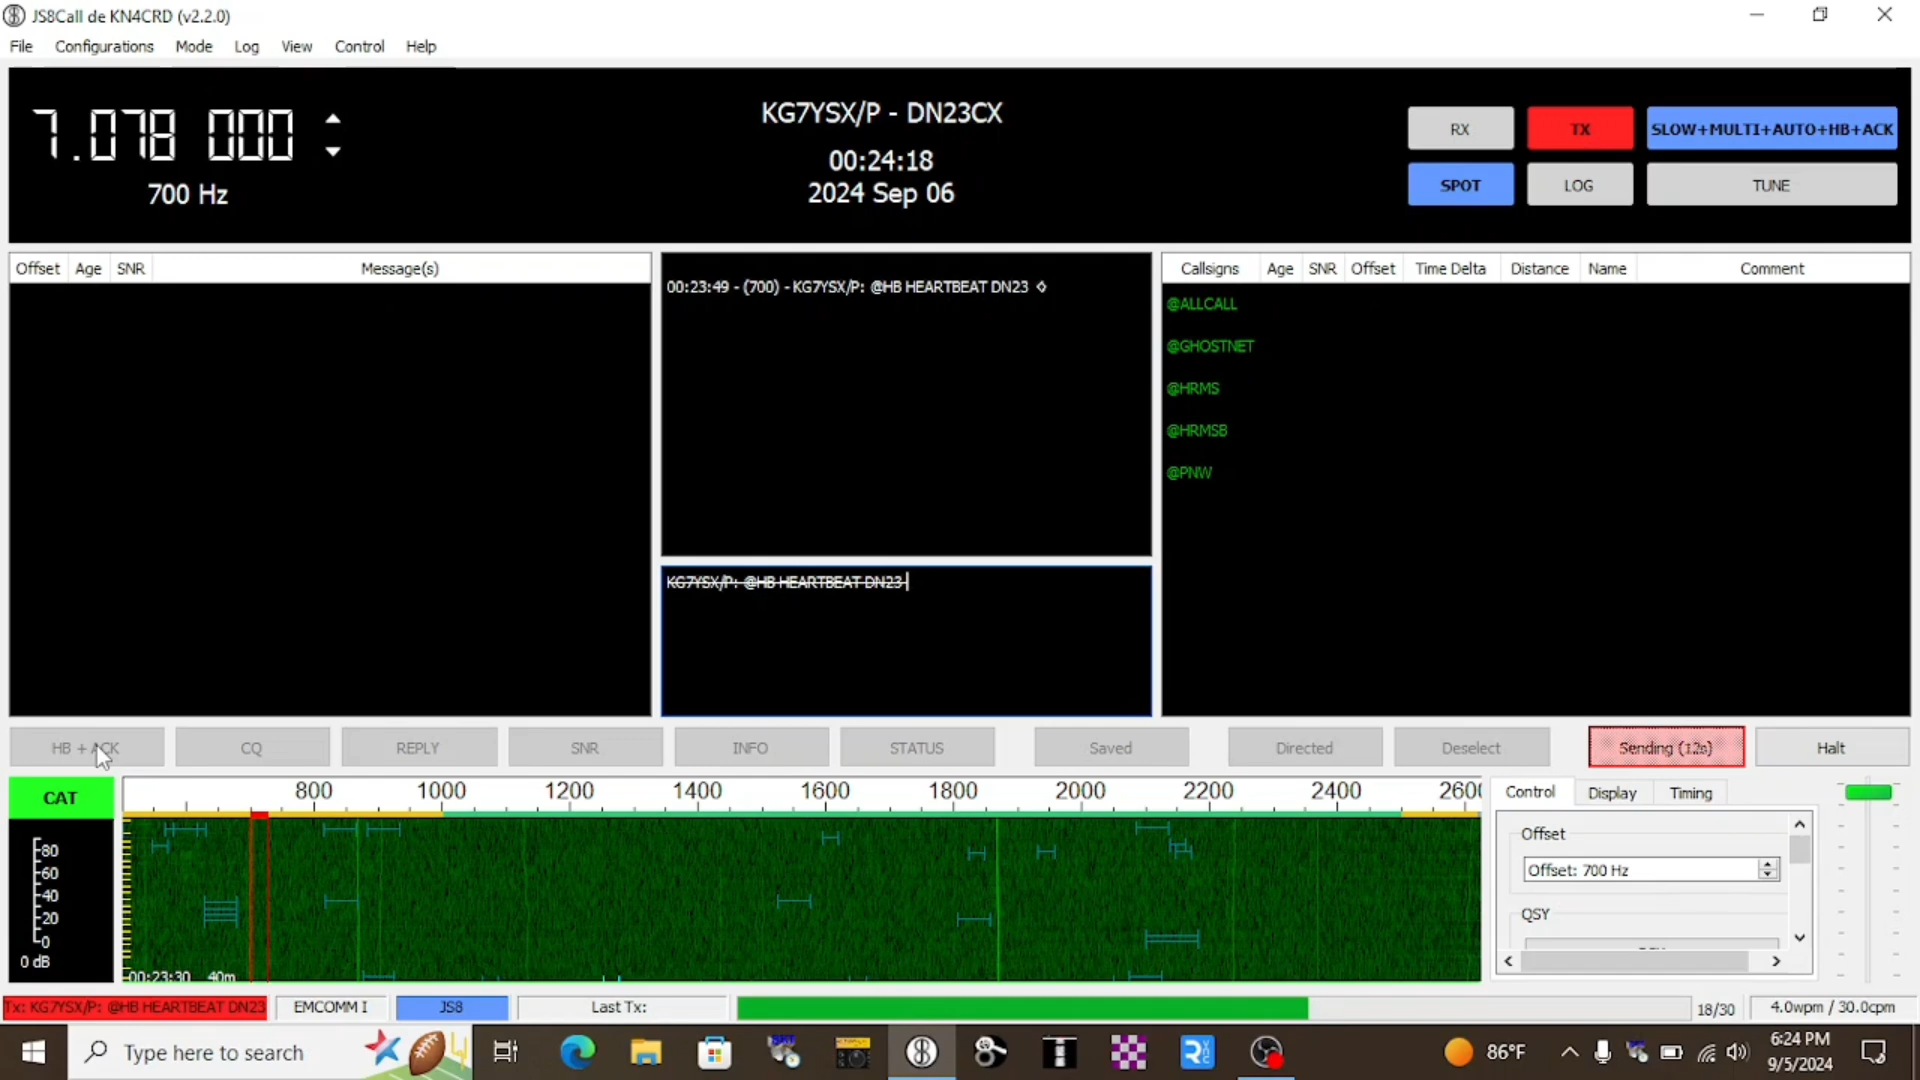 JS8Call de KN4CRD (v2.2.0)
File Configurations Mode Log View Control Help
7.078 000
700 Hz
KG7YSX/P - DN23CX
00:24:18
2024 Sep 06
RX TX SLOW+MULTI+AUTO+HB+ACK
SPOT LOG TUNE
Offset Age SNR Message(s)
00:23:49 - (700) - KG7YSX/P: @HB HEARTBEAT DN23 ◇
KG7YSX/P: @HB HEARTBEAT DN23
Callsigns Age SNR Offset Time Delta Distance Name Comment
@ALLCALL
@GHOSTNET
@HRMS
@HRMSB
@PNW
HB + ACK CQ REPLY SNR INFO STATUS Saved Directed Deselect Sending (12s) Halt
CAT
80
60
40
20
0
0 dB
800 1000 1200 1400 1600 1800 2000 2200 2400
00:23:30 40m
Control Display Timing
Offset
Offset: 700 Hz
QSY
Tx: KG7YSX/P: @HB HEARTBEAT DN23 EMCOMM I JS8 Last Tx: 18/30 4.0wpm / 30.0cpm
Type here to search
86°F
6:24 PM
9/5/2024